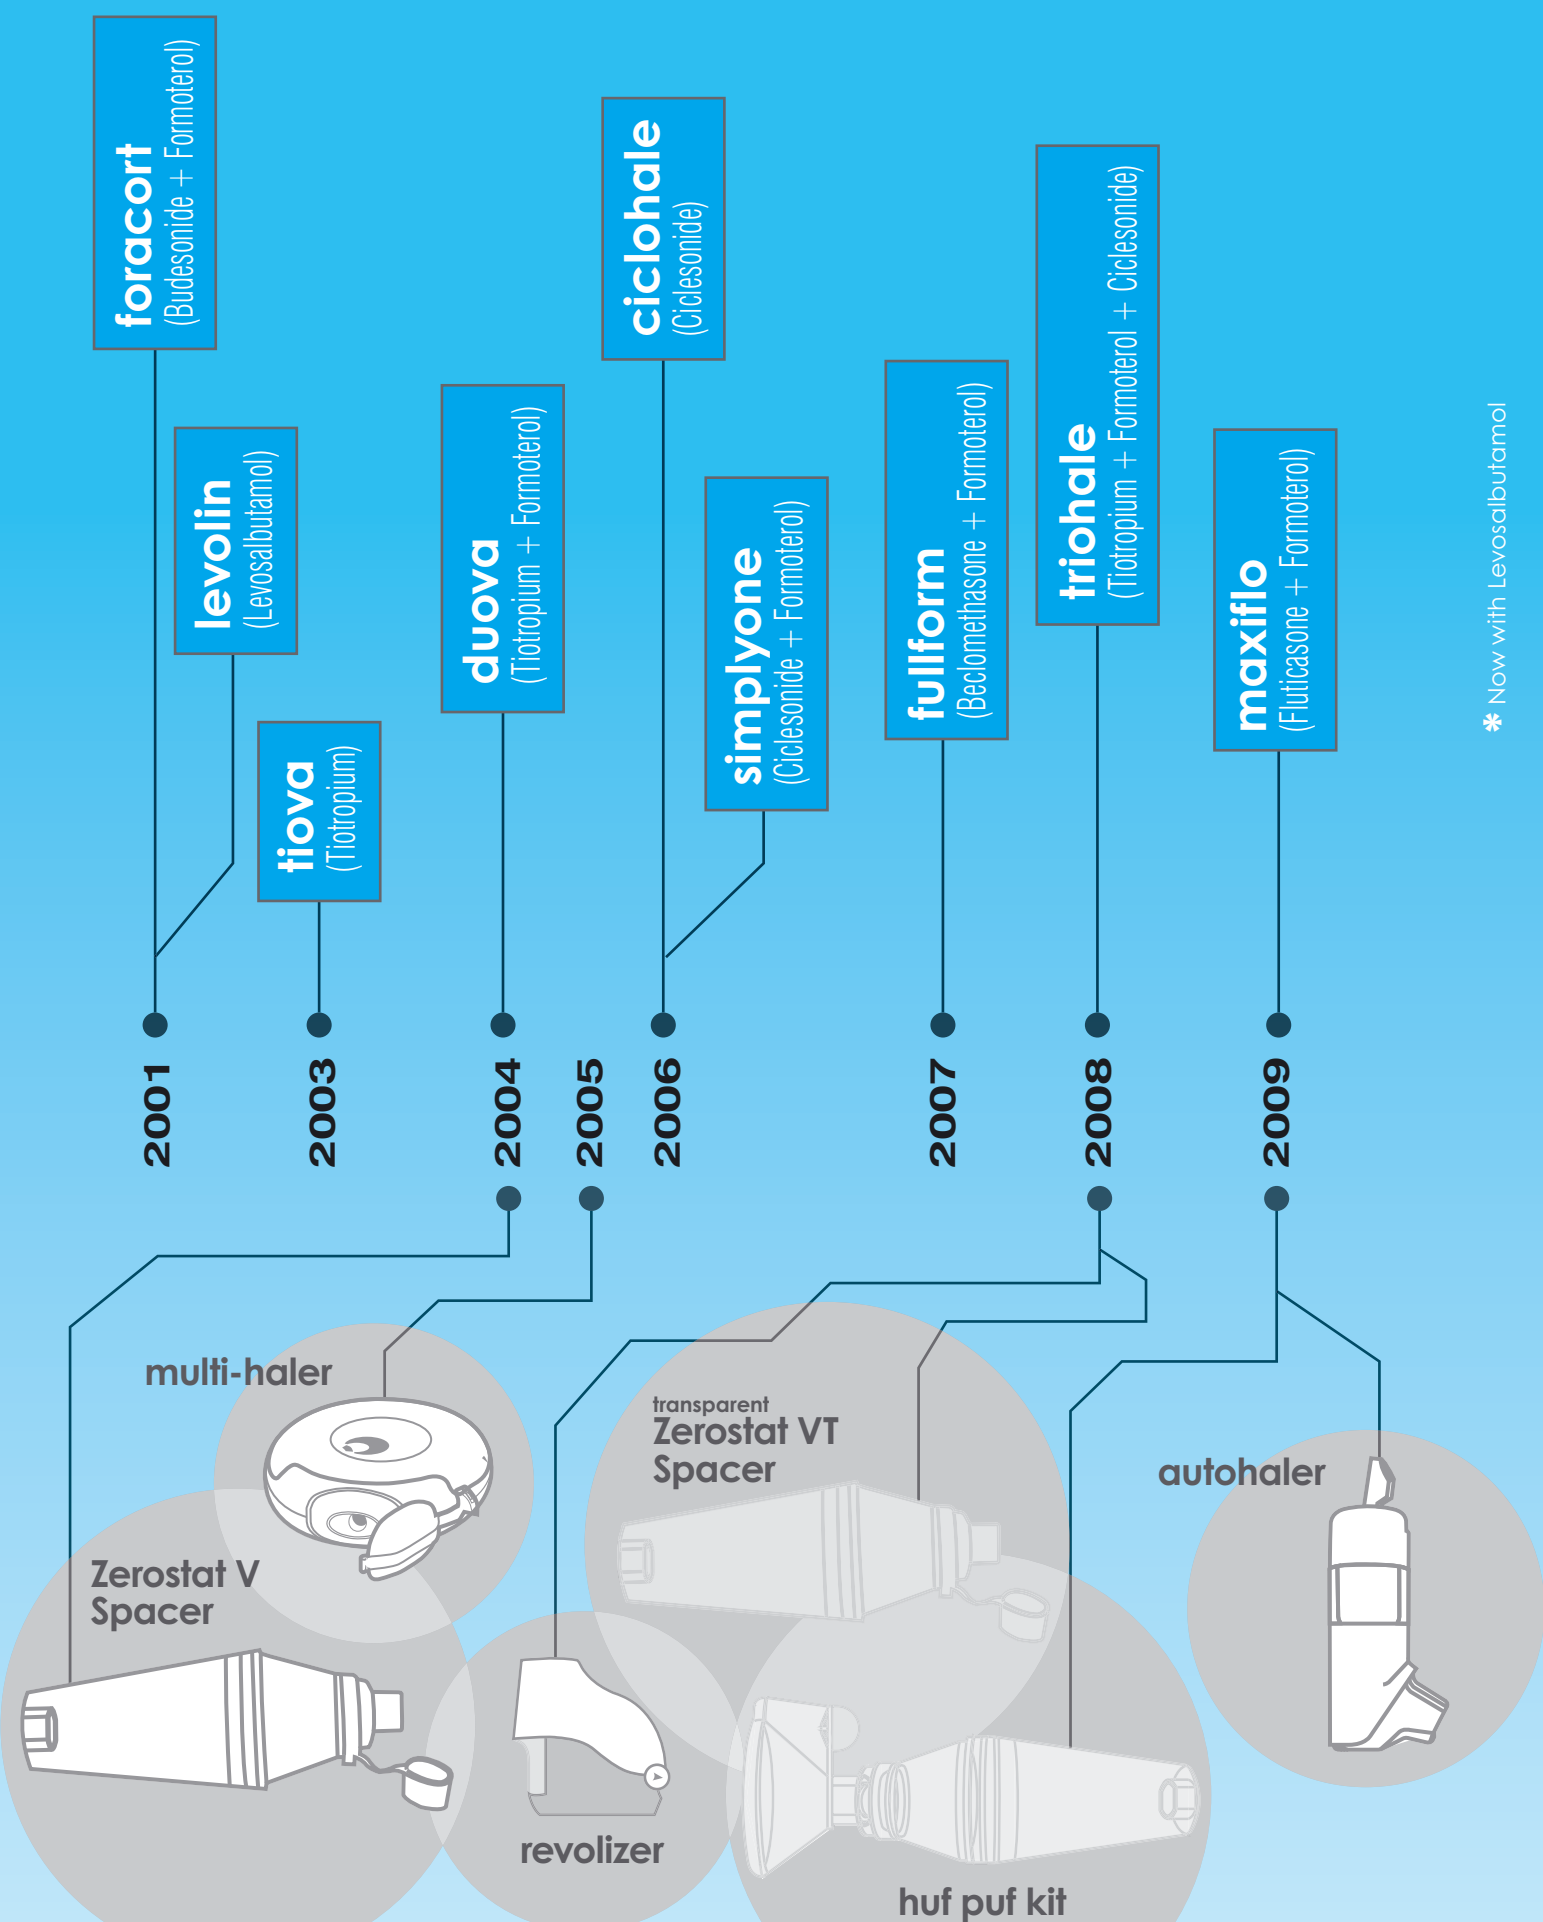 foracort
(Budesonide + Formoterol)
levolin
(Levosalbutamol)
tiova
(Tiotropium)
duova
(Tiotropium + Formoterol)
ciclohale
(Ciclesonide)
simplyone
(Ciclesonide + Formoterol)
fullform
(Beclomethasone + Formoterol)
triohale
(Tiotropium + Formoterol + Ciclesonide)
maxiflo
(Fluticasone + Formoterol)
* Now with Levosalbutamol
2001
2003
2004
2005
2006
2007
2008
2009
multi-haler
Zerostat V
Spacer
revolizer
transparent
Zerostat VT
Spacer
huf puf kit
autohaler